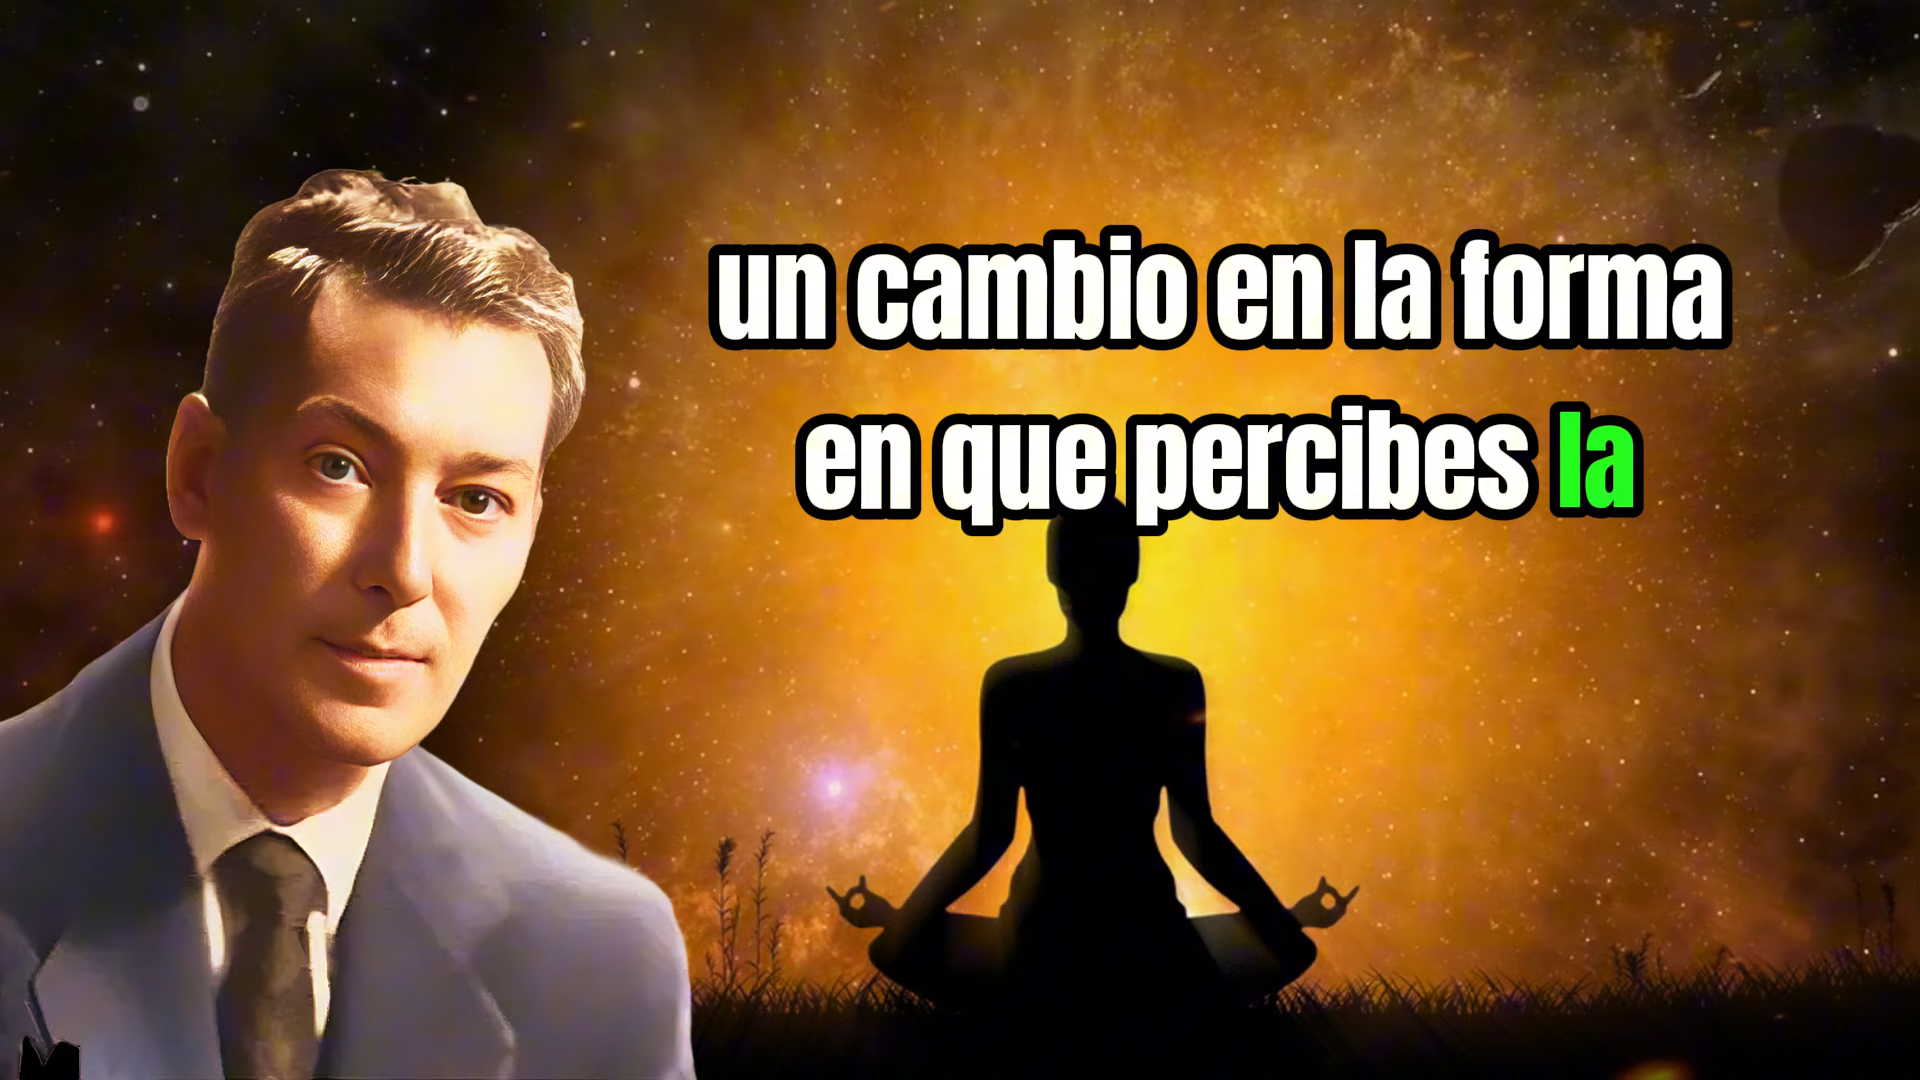 un cambio en la forma
en que percibes la